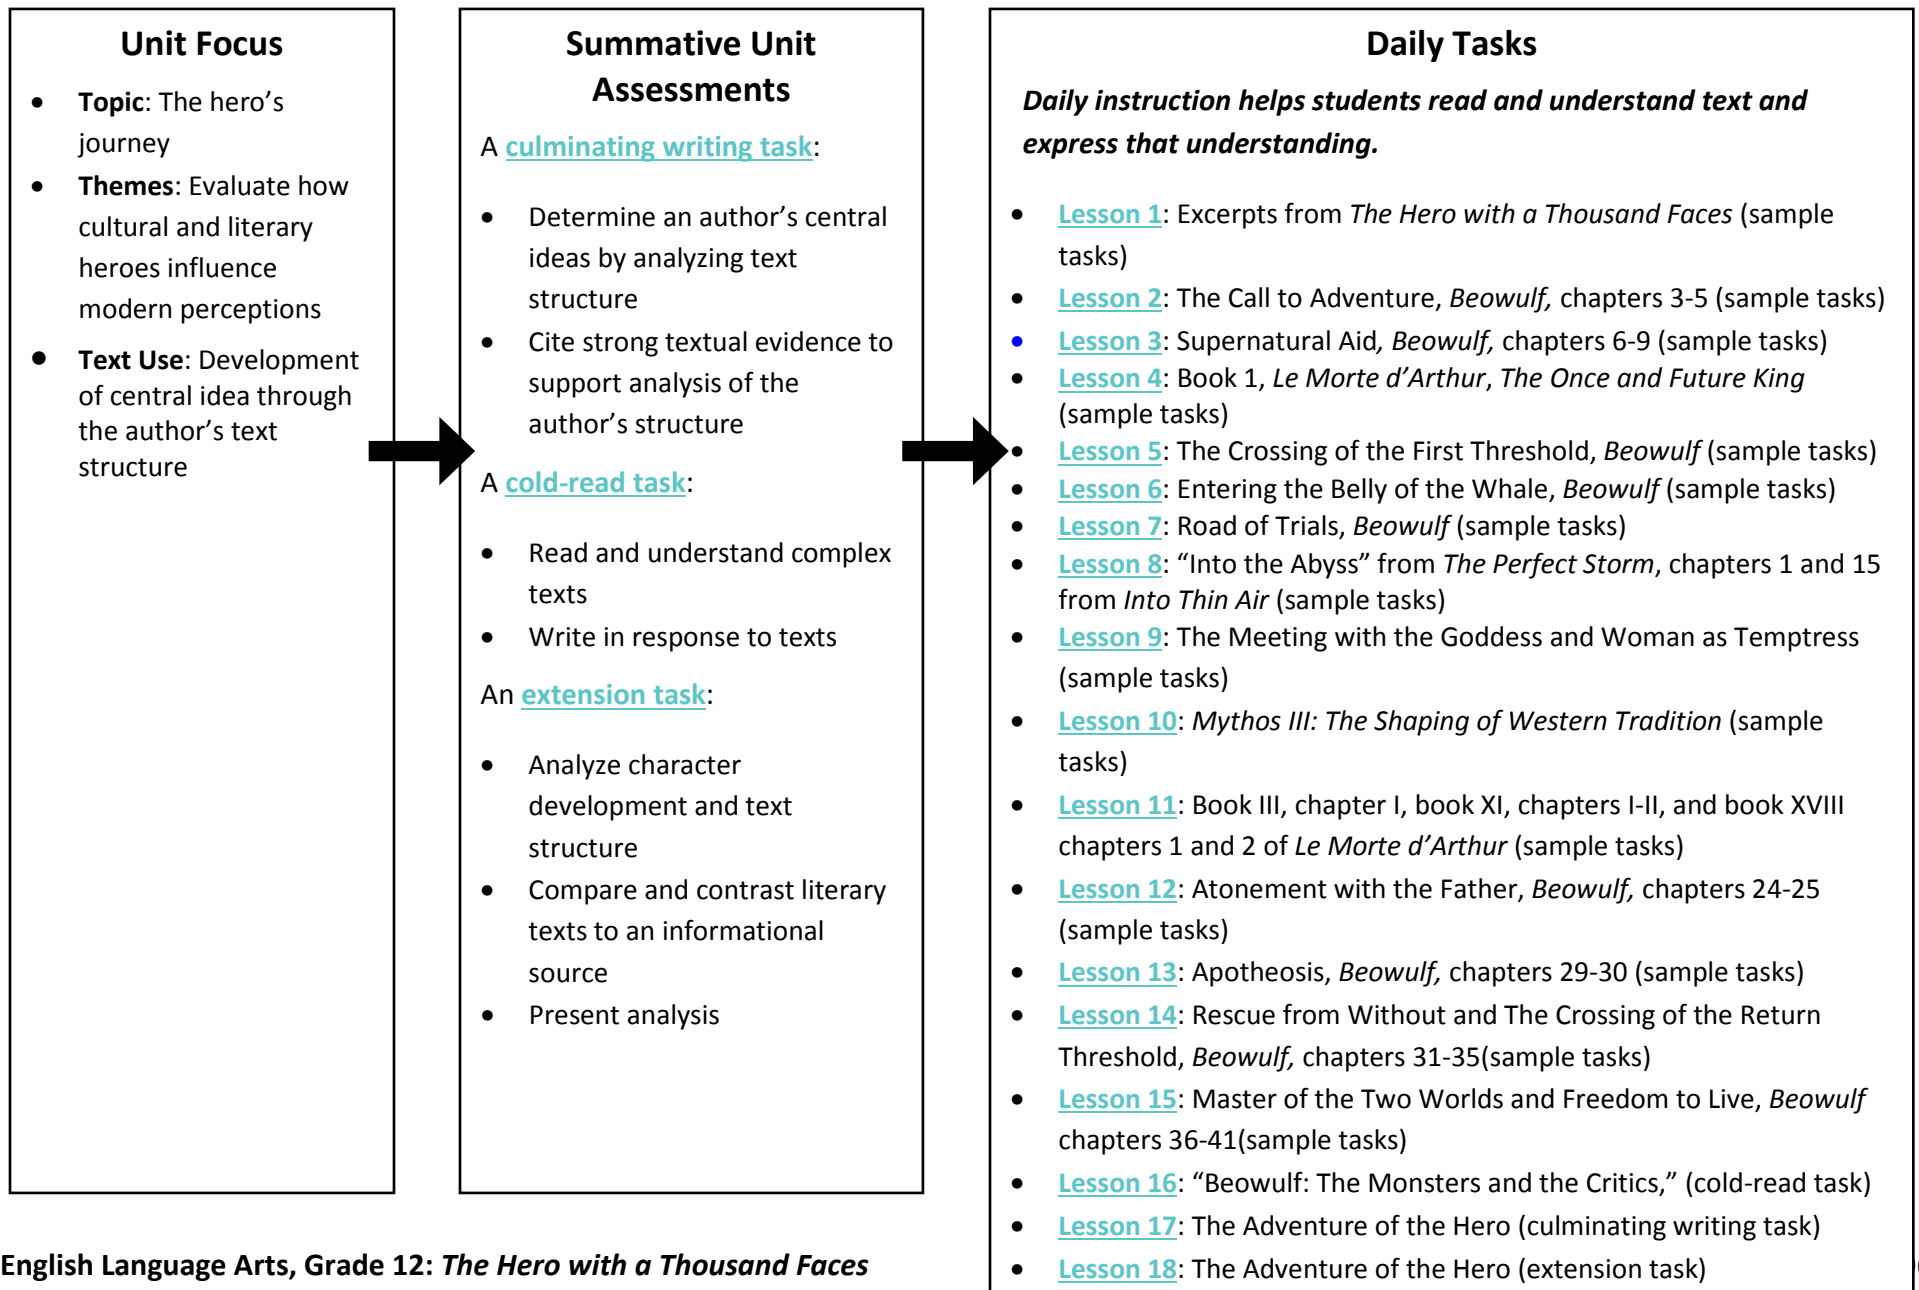 Unit Focus
• Topic: The hero’s
journey
• Themes: Evaluate how
cultural and literary
heroes influence
modern perceptions
• Text Use: Development
of central idea through
the author’s text
structure
Summative Unit
Assessments
A culminating writing task:
• Determine an author’s central
ideas by analyzing text
structure
• Cite strong textual evidence to
support analysis of the
author’s structure
A cold-read task:
• Read and understand complex
texts
• Write in response to texts
An extension task:
• Analyze character
development and text
structure
• Compare and contrast literary
texts to an informational
source
• Present analysis
Daily Tasks
Daily instruction helps students read and understand text and
express that understanding.
• Lesson 1: Excerpts from The Hero with a Thousand Faces (sample
tasks)
• Lesson 2: The Call to Adventure, Beowulf, chapters 3-5 (sample tasks)
• Lesson 3: Supernatural Aid, Beowulf, chapters 6-9 (sample tasks)
• Lesson 4: Book 1, Le Morte d’Arthur, The Once and Future King
(sample tasks)
• Lesson 5: The Crossing of the First Threshold, Beowulf (sample tasks)
• Lesson 6: Entering the Belly of the Whale, Beowulf (sample tasks)
• Lesson 7: Road of Trials, Beowulf (sample tasks)
• Lesson 8: “Into the Abyss” from The Perfect Storm, chapters 1 and 15
from Into Thin Air (sample tasks)
• Lesson 9: The Meeting with the Goddess and Woman as Temptress
(sample tasks)
• Lesson 10: Mythos III: The Shaping of Western Tradition (sample
tasks)
• Lesson 11: Book III, chapter I, book XI, chapters I-II, and book XVIII
chapters 1 and 2 of Le Morte d’Arthur (sample tasks)
• Lesson 12: Atonement with the Father, Beowulf, chapters 24-25
(sample tasks)
• Lesson 13: Apotheosis, Beowulf, chapters 29-30 (sample tasks)
• Lesson 14: Rescue from Without and The Crossing of the Return
Threshold, Beowulf, chapters 31-35(sample tasks)
• Lesson 15: Master of the Two Worlds and Freedom to Live, Beowulf
chapters 36-41(sample tasks)
• Lesson 16: “Beowulf: The Monsters and the Critics,” (cold-read task)
• Lesson 17: The Adventure of the Hero (culminating writing task)
• Lesson 18: The Adventure of the Hero (extension task)
English Language Arts, Grade 12: The Hero with a Thousand Faces